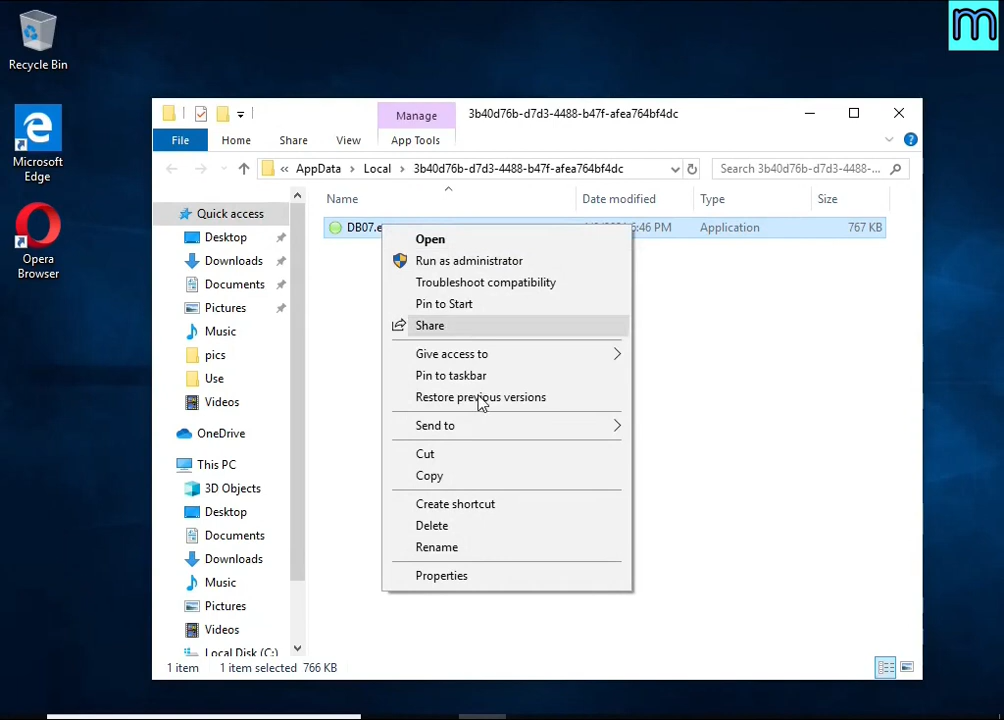 m
Recycle Bin
Microsoft
Edge
Opera
Browser
Manage
3b40d76b-d7d3-4488-b47f-afea764bf4dc
File
Home
Share
View
App Tools
« AppData > Local > 3b40d76b-d7d3-4488-b47f-afea764bf4dc
Search 3b40d76b-d7d3-4488-...
Name
Date modified
Type
Size
DB07.e
6:46 PM
Application
767 KB
Quick access
Desktop
Downloads
Documents
Pictures
Music
pics
Use
Videos
OneDrive
This PC
3D Objects
Desktop
Documents
Downloads
Music
Pictures
Videos
Local Disk (C:)
Open
Run as administrator
Troubleshoot compatibility
Pin to Start
Share
Give access to
Pin to taskbar
Restore previous versions
Send to
Cut
Copy
Create shortcut
Delete
Rename
Properties
1 item
1 item selected 766 KB